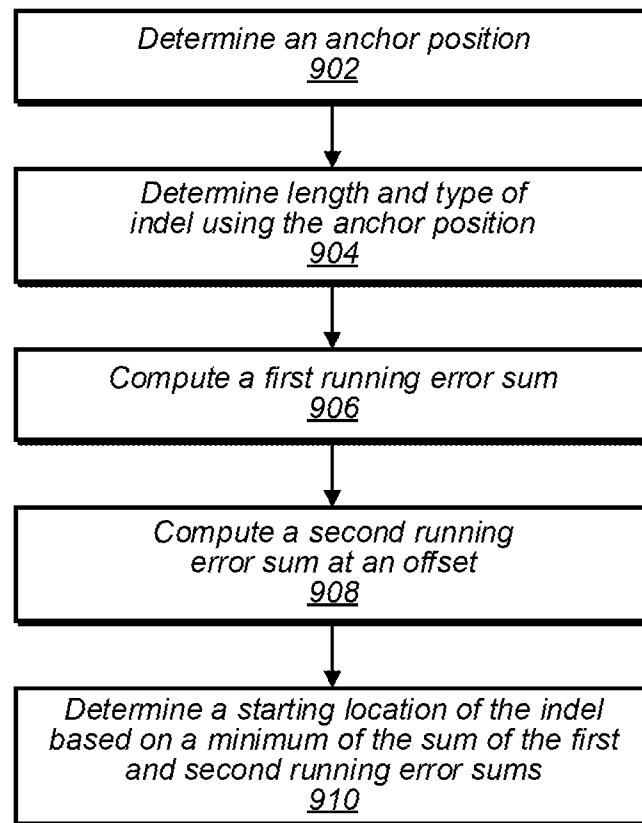 Determine an anchor position
902
Determine length and type of
indel using the anchor position
904
Compute a first running error sum
906
Compute a second running
error sum at an offset
908
Determine a starting location of the indel
based on a minimum of the sum of the first
and second running error sums
910